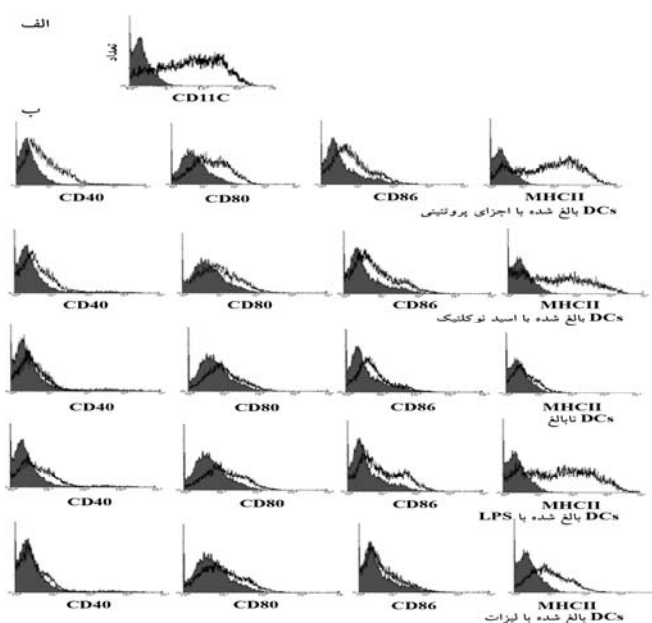 الف
تعداد
CD11C
ب
CD40 CD80 CD86 MHCII
DCs بالغ شده با اجزای پروتئینی
CD40 CD80 CD86 MHCII
DCs بالغ شده با اسید نوکلئیک
CD40 CD80 CD86 MHCII
DCs نابالغ
CD40 CD80 CD86 MHCII
DCs بالغ شده با LPS
CD40 CD80 CD86 MHCII
DCs بالغ شده با لیزات